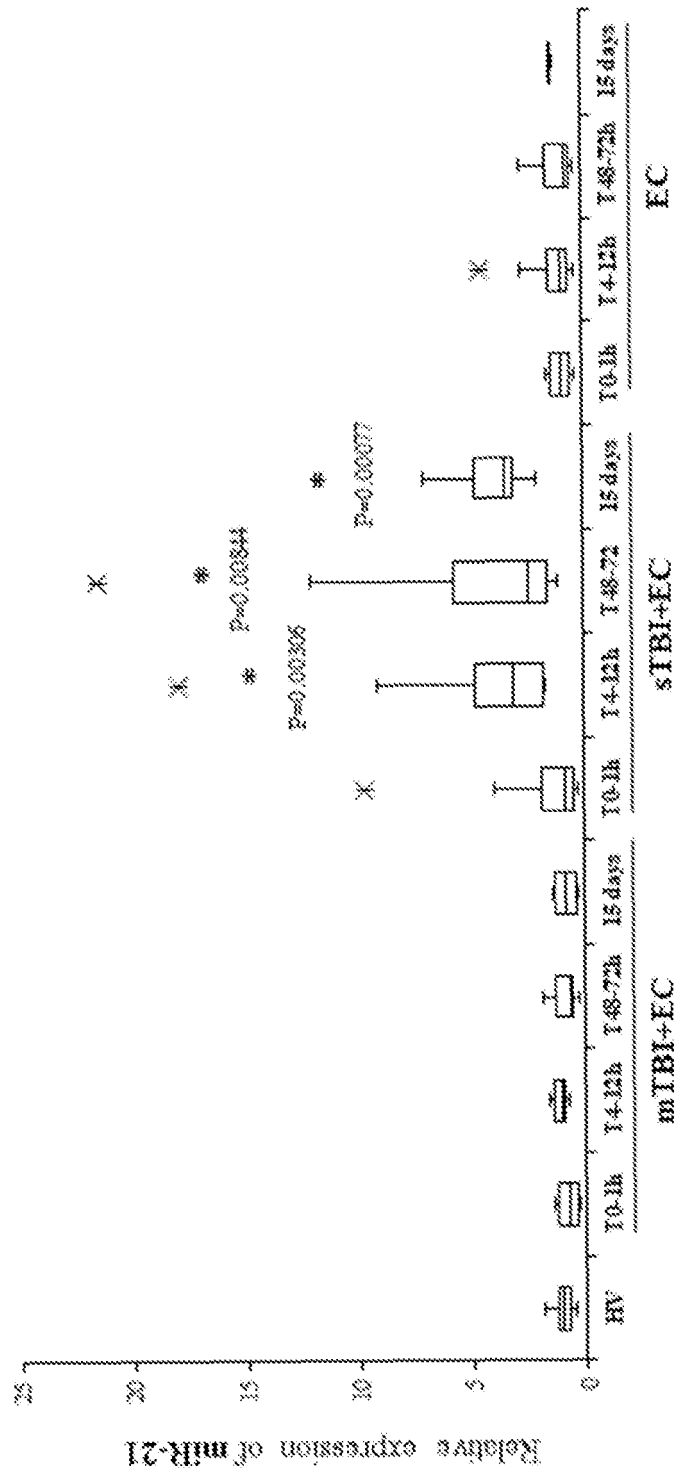 Relative expression of miR-21
25
20
15
10
5
0
P=0.00306
P=0.00844
P=0.00077
HV
T0-1h
T4-12h
T48-72h
15 days
T0-1h
T4-12h
T48-72
15 days
T0-1h
T4-12h
T48-72h
15 days
mTBI+EC
sTBI+EC
EC